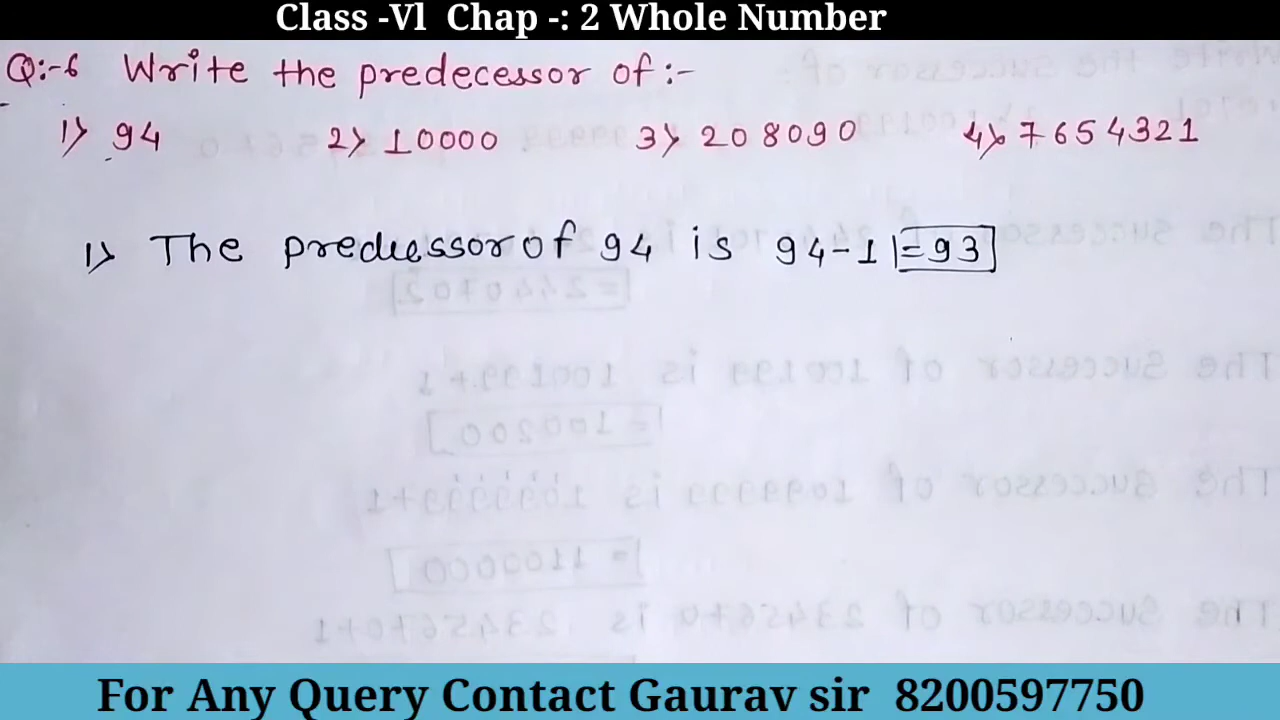 Class -Vl Chap -: 2 Whole Number
Q:-6 Write the predecessor of :-
1) 94 2) 10000 3) 208090 4) 7654321
1) The preduessor of 94 is 94-1 =93
For Any Query Contact Gaurav sir 8200597750